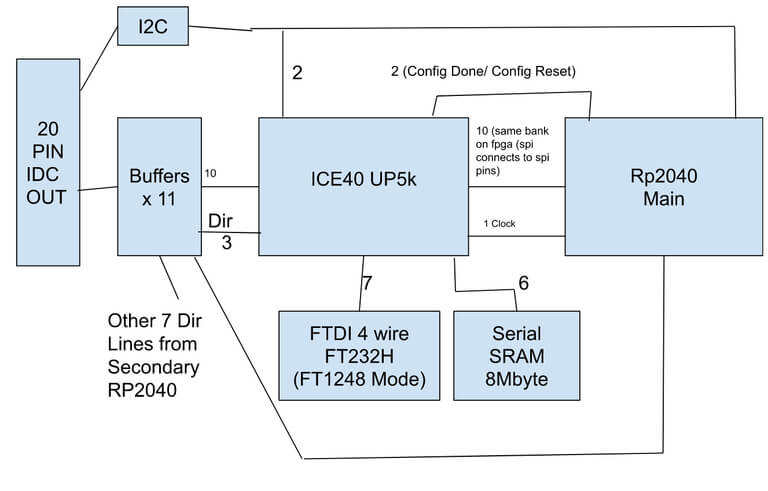 I2C
2
2 (Config Done/ Config Reset)
20
PIN
IDC
OUT
Buffers
x 11
10
Dir
3
ICE40 UP5k
10 (same bank
on fpga (spi
connects to spi
pins)
1 Clock
Rp2040
Main
Other 7 Dir
Lines from
Secondary
RP2040
7
FTDI 4 wire
FT232H
(FT1248 Mode)
6
Serial
SRAM
8Mbyte